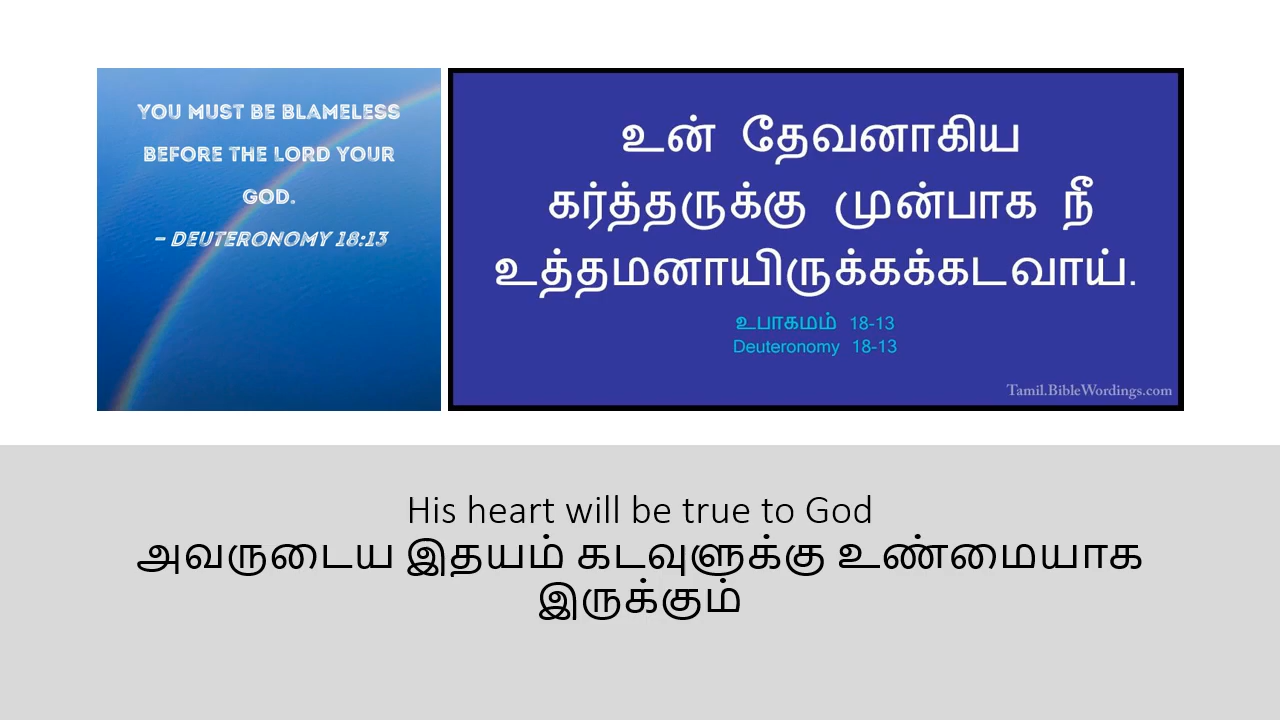 YOU MUST BE BLAMELESS
BEFORE THE LORD YOUR
GOD.
– DEUTERONOMY 18:13
உன் தேவனாகிய
கர்த்தருக்கு முன்பாக நீ
உத்தமனாயிருக்கக்கடவாய்.
உபாகமம் 18-13
Deuteronomy 18-13
Tamil.BibleWordings.com
His heart will be true to God
அவருடைய இதயம் கடவுளுக்கு உண்மையாக
இருக்கும்